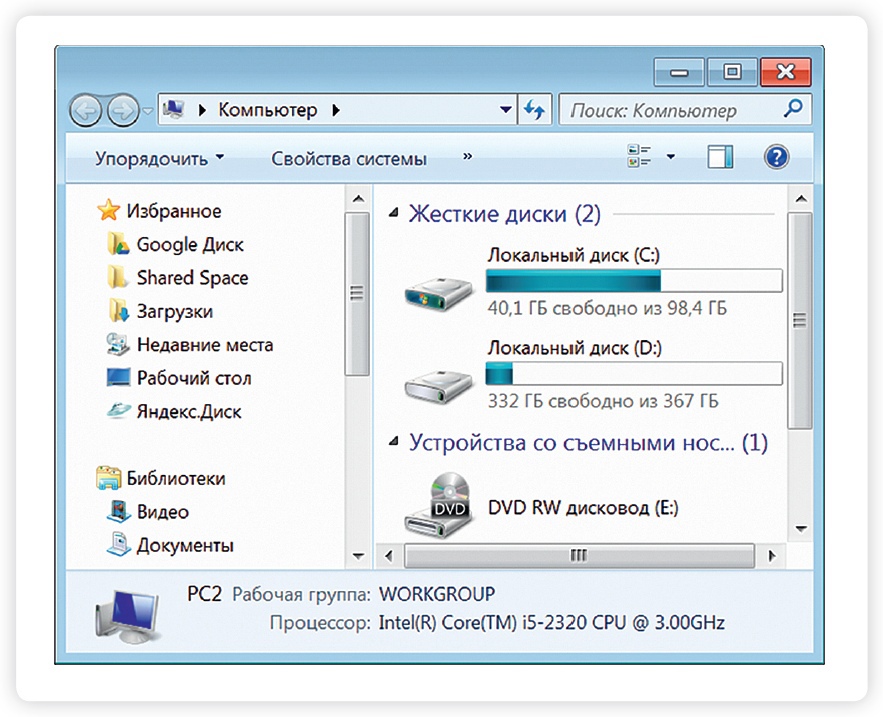 Компьютер
Поиск: Компьютер
Упорядочить Свойства системы »
Избранное
Google Диск
Shared Space
Загрузки
Недавние места
Рабочий стол
Яндекс.Диск
Библиотеки
Видео
Документы
Жесткие диски (2)
Локальный диск (C:)
40,1 ГБ свободно из 98,4 ГБ
Локальный диск (D:)
332 ГБ свободно из 367 ГБ
Устройства со съемными нос... (1)
DVD
DVD RW дисковод (E:)
PC2 Рабочая группа: WORKGROUP
Процессор: Intel(R) Core(TM) i5-2320 CPU @ 3.00GHz